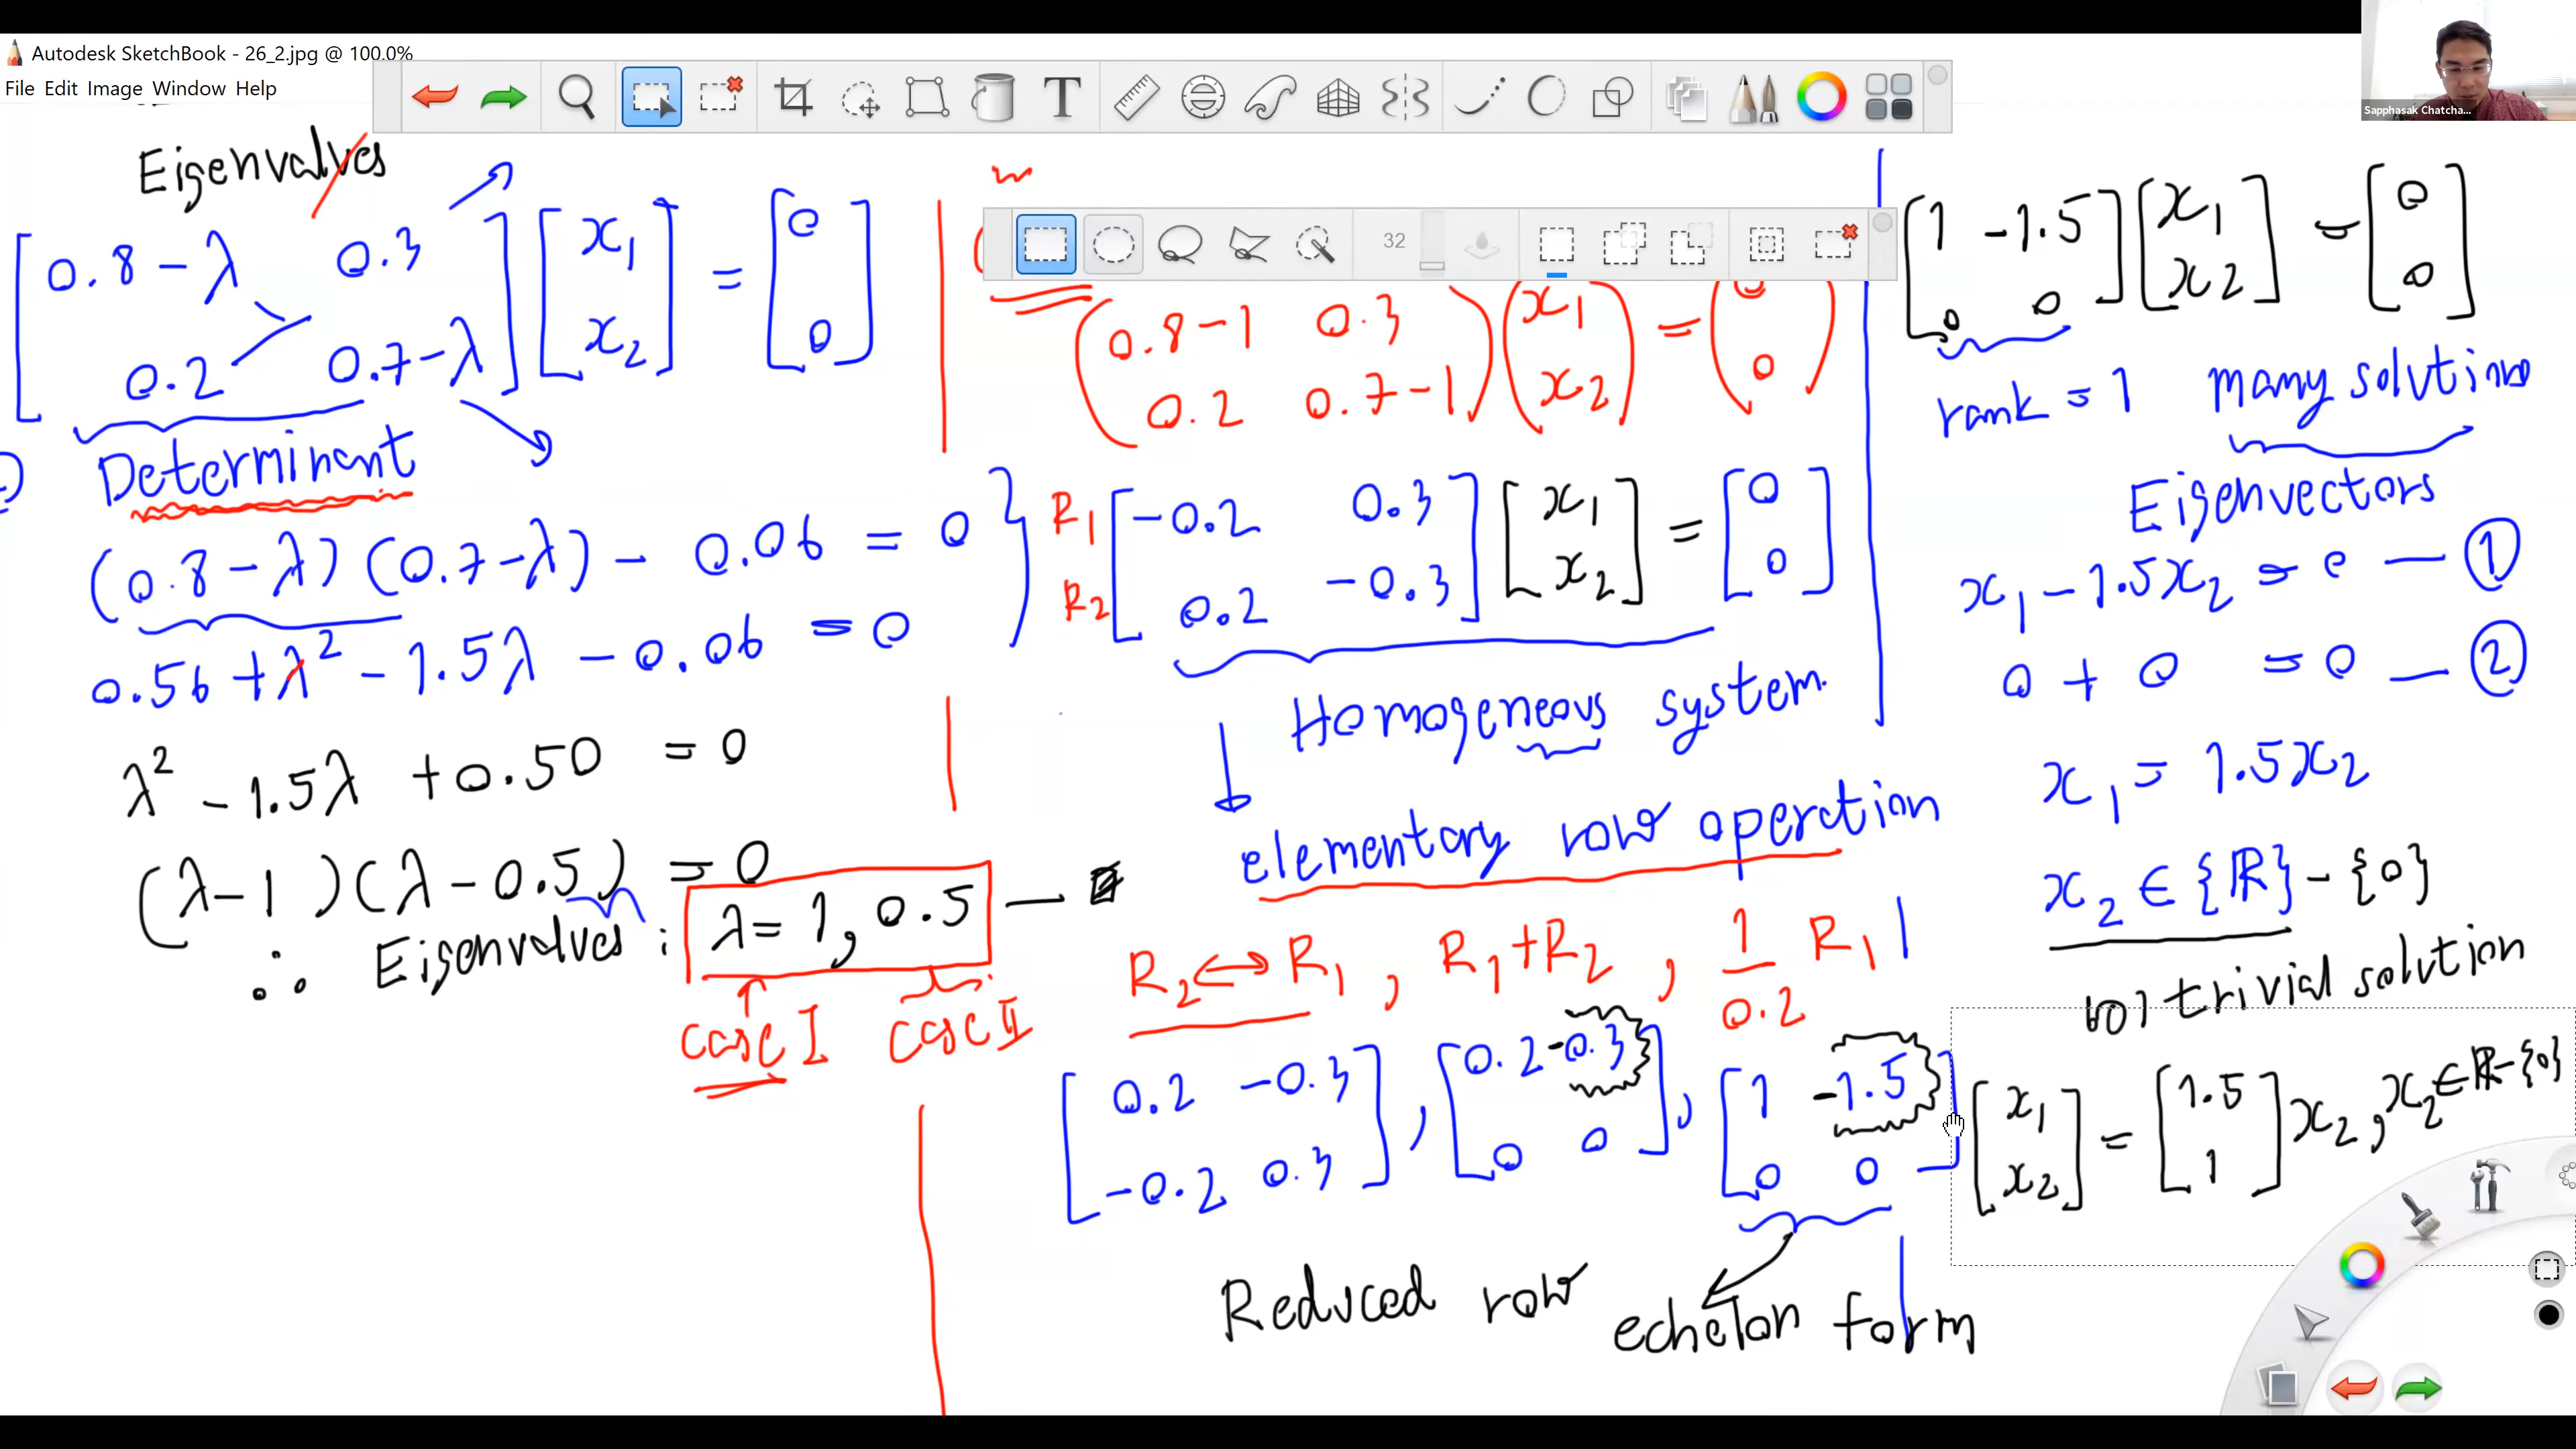 Autodesk SketchBook - 26_2.jpg @ 100.0%
File Edit Image Window Help
Sapphasak Chatcha...
32
Eigenvalues
[0.8-λ 0.3] [x1] = [0]
[0.2 0.7-λ] [x2] [0]
Determinant
(0.8-λ)(0.7-λ) - 0.06 = 0
0.56 + λ² - 1.5λ - 0.06 = 0
λ² - 1.5λ + 0.50 = 0
(λ-1)(λ-0.5) = 0
∴ Eigenvalues : λ = 1, 0.5
case I case II
(0.8-1 0.3) (x1) = (0)
(0.2 0.7-1) (x2) (0)
R1 [-0.2 0.3] [x1] = [0]
R2 [0.2 -0.3] [x2] [0]
Homogeneous system.
elementary row operation
R2 ↔ R1, R1+R2, 1/0.2 R1
[0.2 -0.3] , [0.2 -0.3] , [1 -1.5]
[-0.2 0.3] [0 0] [0 0]
Reduced row echelon form
[1 -1.5] [x1] = [0]
[0 0] [x2] [0]
rank = 1 many solutions
Eigenvectors
x1 - 1.5x2 = 0 — ①
0 + 0 = 0 — ②
x1 = 1.5x2
x2 ∈ {ℝ} - {0}
trivial solution
[x1] = [1.5] x2, x2 ∈ ℝ-{0}
[x2] [1]